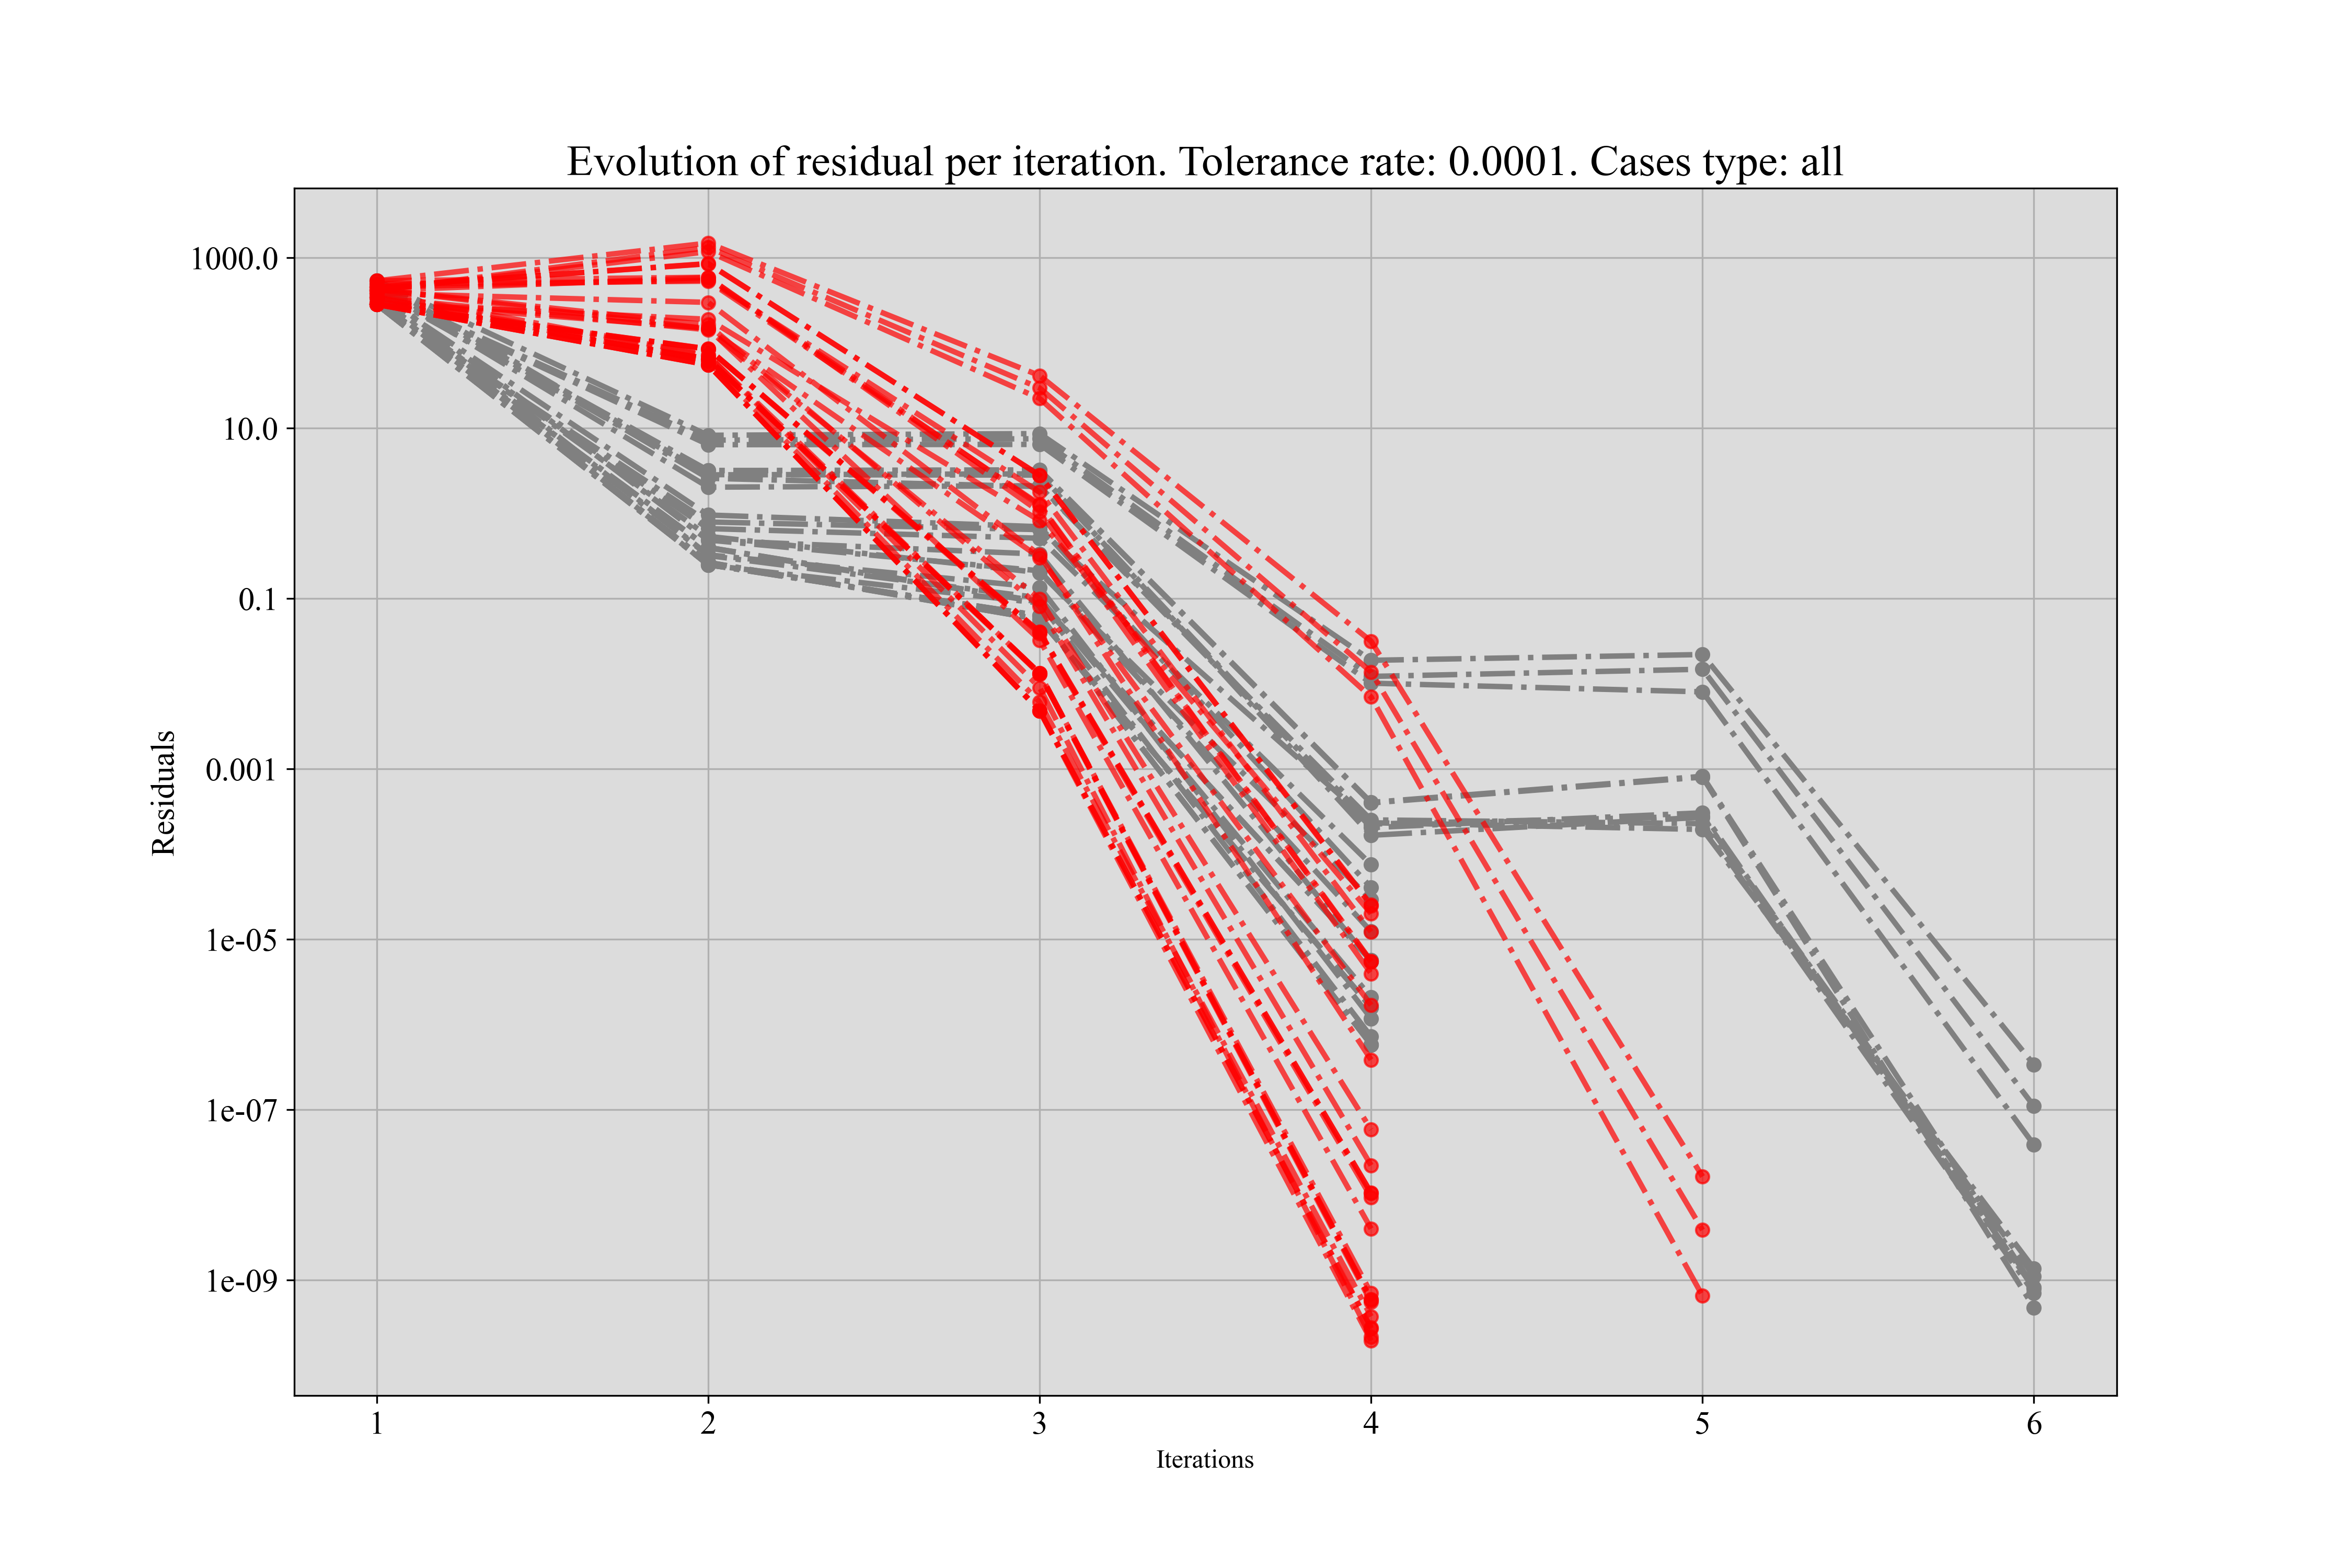 Evolution of residual per iteration. Tolerance rate: 0.0001. Cases type: all
1000.0
10.0
0.1
0.001
1e-05
1e-07
1e-09
Residuals
1 2 3 4 5 6
Iterations